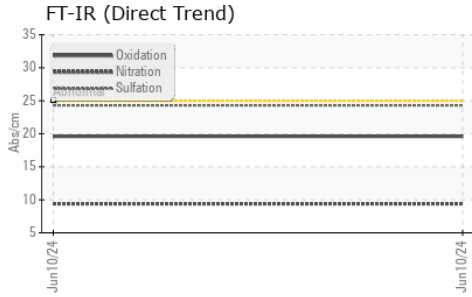 FT-IR (Direct Trend)
35
30
25
20
15
10
5
Abs/cm
Oxidation
Nitration
Sulfation
Abnormal
Jun10/24
Jun10/24